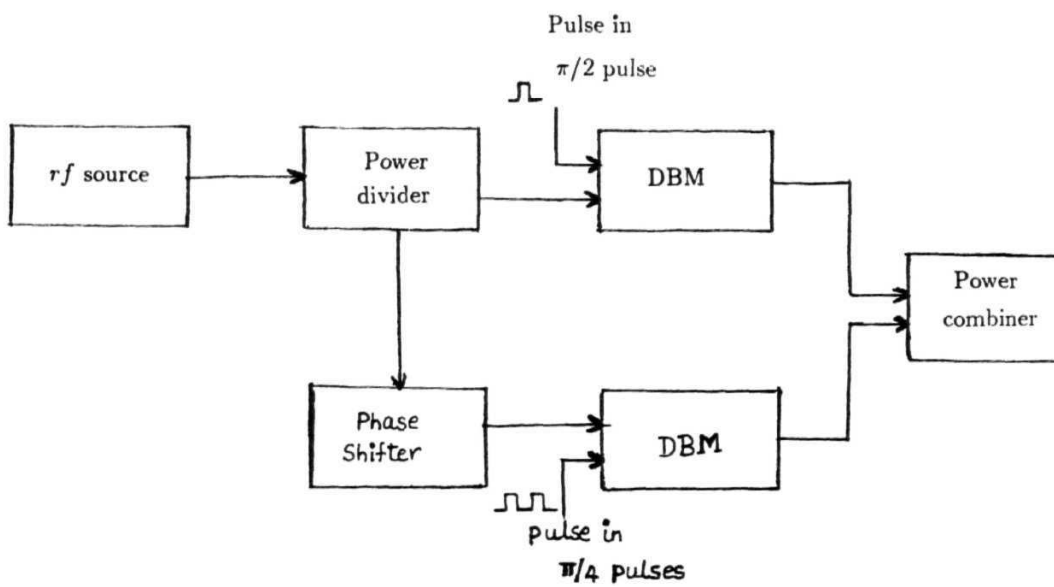 Pulse in
π/2 pulse
rf source
Power
divider
DBM
Power
combiner
Phase
Shifter
DBM
pulse in
π/4 pulses